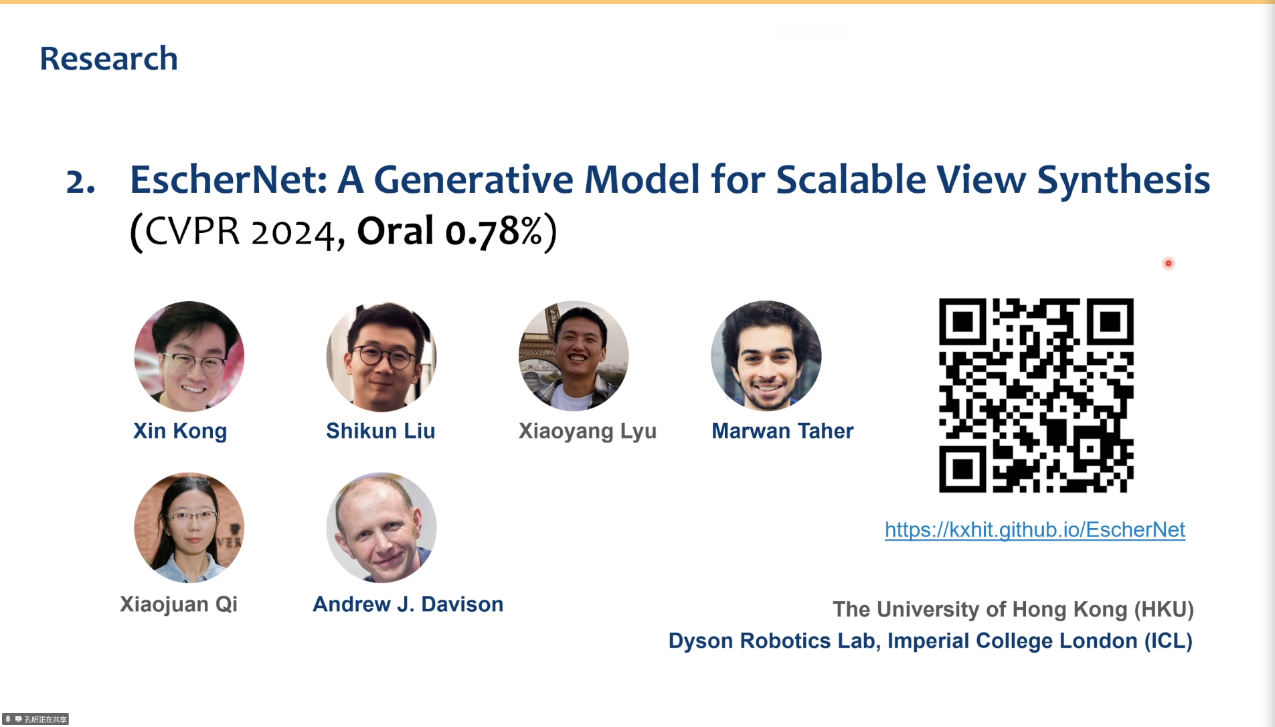 Research
2. EscherNet: A Generative Model for Scalable View Synthesis
(CVPR 2024, Oral 0.78%)
Xin Kong
Shikun Liu
Xiaoyang Lyu
Marwan Taher
Xiaojuan Qi
Andrew J. Davison
https://kxhit.github.io/EscherNet
The University of Hong Kong (HKU)
Dyson Robotics Lab, Imperial College London (ICL)
孔昕正在共享